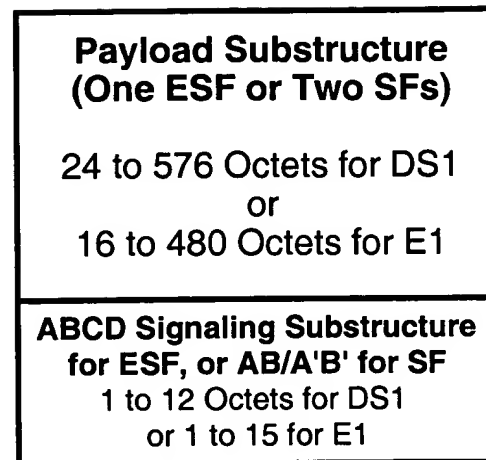 Payload Substructure
(One ESF or Two SFs)
24 to 576 Octets for DS1
or
16 to 480 Octets for E1
ABCD Signaling Substructure
for ESF, or AB/A'B' for SF
1 to 12 Octets for DS1
or 1 to 15 for E1